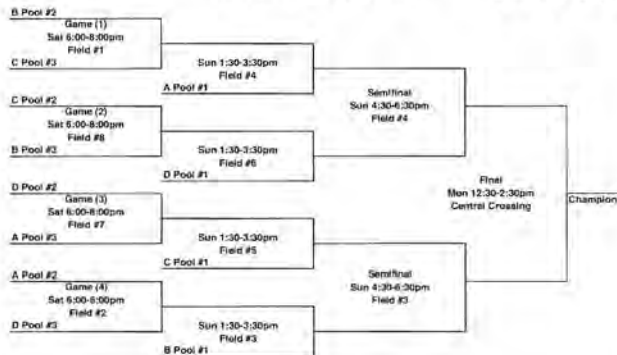 B Pool #2
Game (1)
Sat 6:00-8:00pm
Field #1
C Pool #3
Sun 1:30-3:30pm
Field #4
A Pool #1
Semifinal
Sun 4:30-6:30pm
Field #4
C Pool #2
Game (2)
Sat 6:00-8:00pm
Field #8
B Pool #3
Sun 1:30-3:30pm
Field #6
D Pool #1
Final
Mon 12:30-2:30pm
Central Crossing
Champion
D Pool #2
Game (3)
Sat 6:00-8:00pm
Field #7
A Pool #3
Sun 1:30-3:30pm
Field #5
C Pool #1
Semifinal
Sun 4:30-6:30pm
Field #3
A Pool #2
Game (4)
Sat 6:00-8:00pm
Field #2
D Pool #3
Sun 1:30-3:30pm
Field #3
B Pool #1